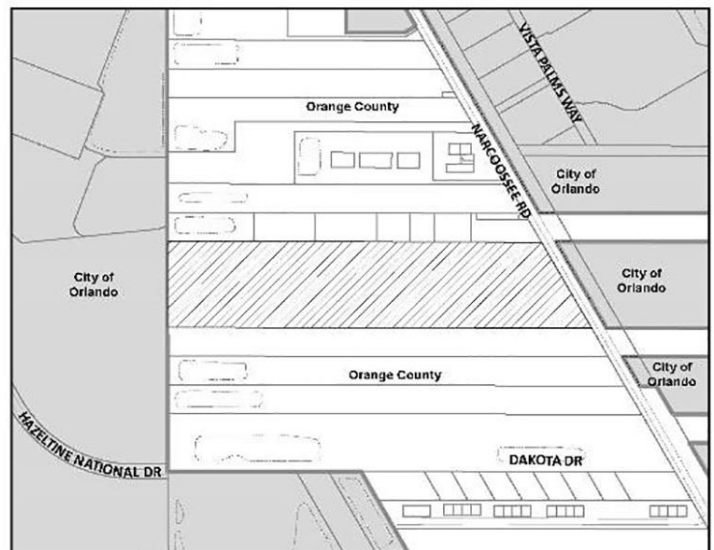 VISTA PALMS WAY
Orange County
NARCOOSSEE RD
City of
Orlando
City of
Orlando
City of
Orlando
City of
Orlando
Orange County
HAZELTINE NATIONAL DR
DAKOTA DR